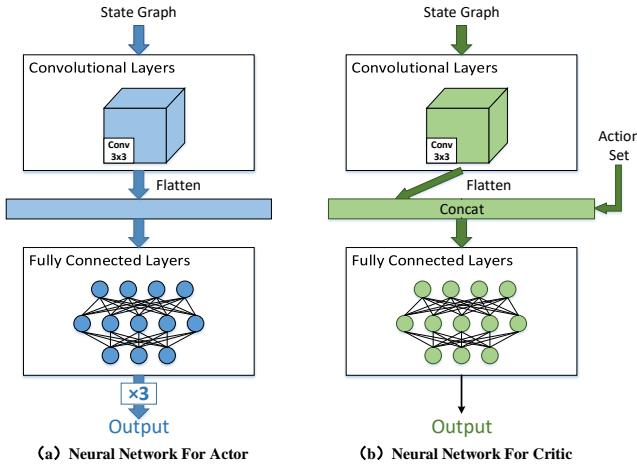 State Graph
Convolutional Layers
Conv
3x3
Flatten
Fully Connected Layers
×3
Output
(a) Neural Network For Actor
State Graph
Convolutional Layers
Conv
3x3
Action
Set
Flatten
Concat
Fully Connected Layers
Output
(b) Neural Network For Critic